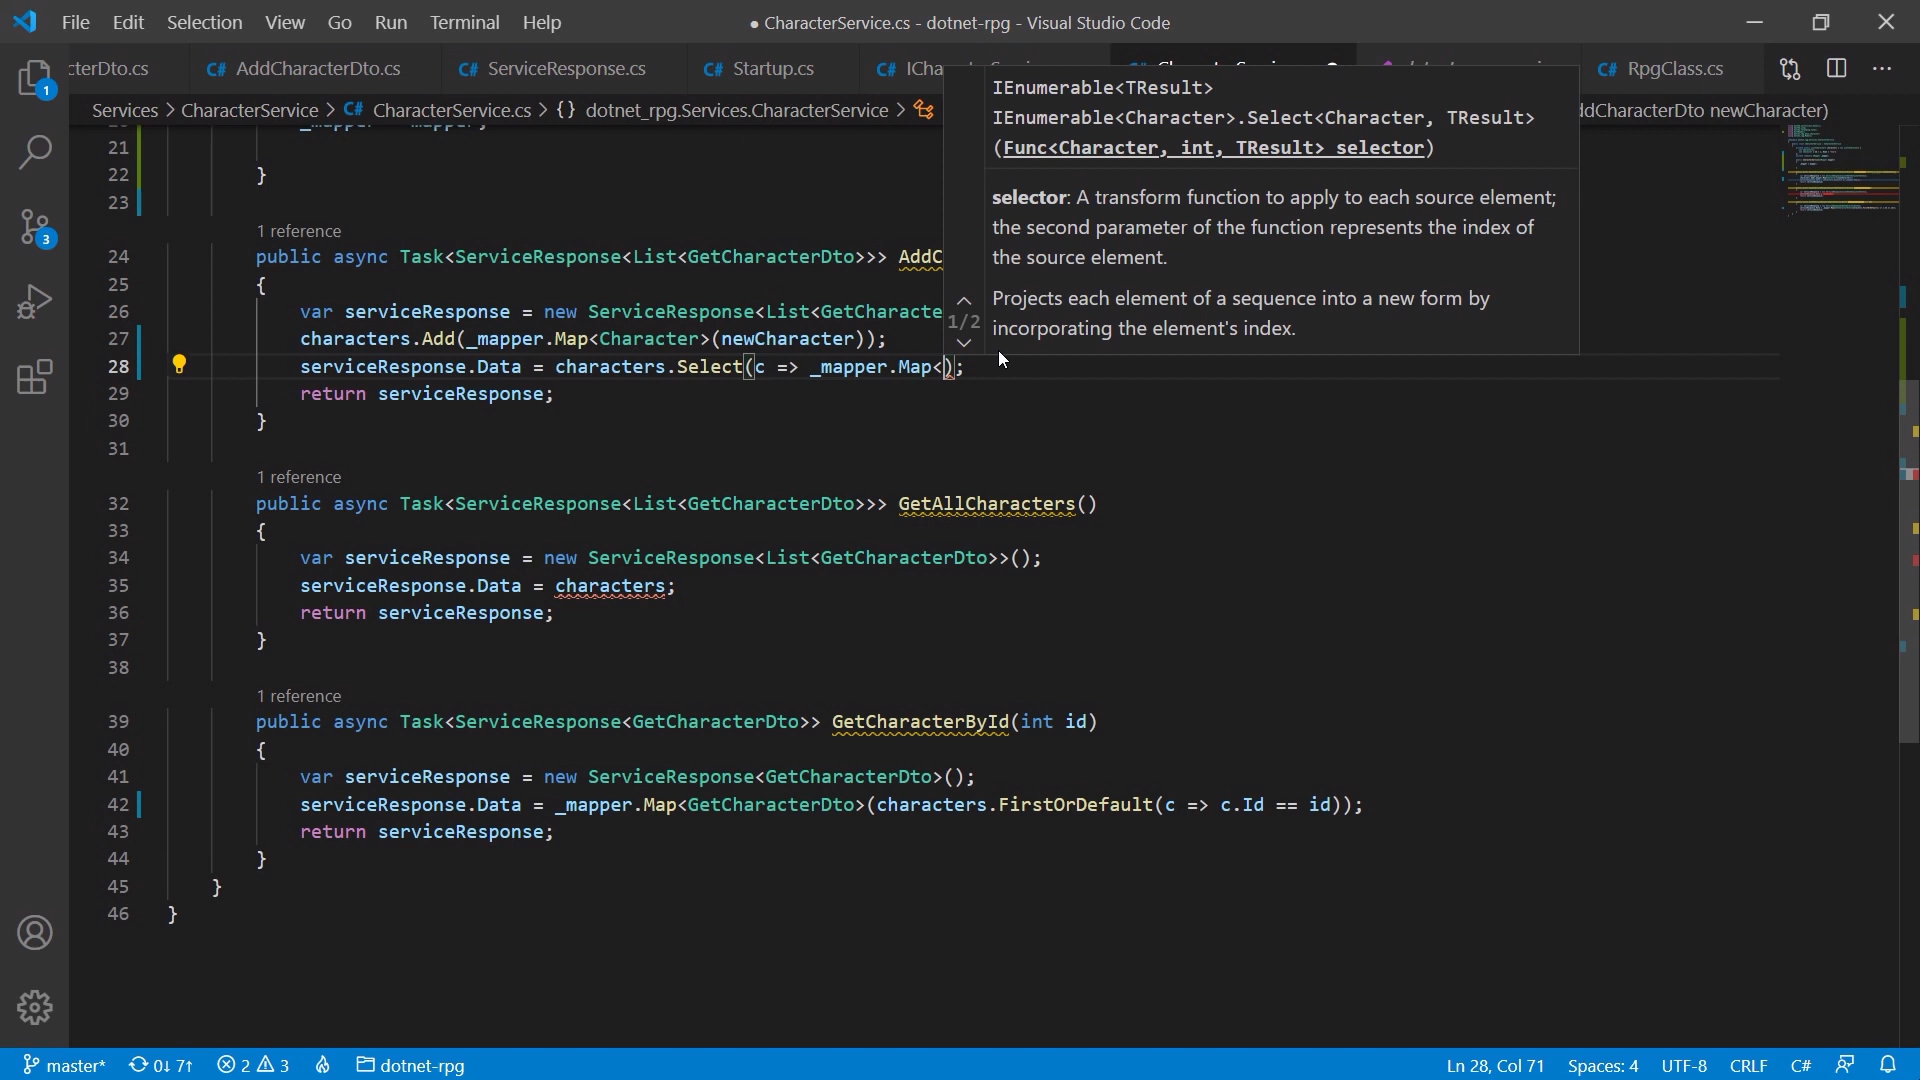 File Edit Selection View Go Run Terminal Help
● CharacterService.cs - dotnet-rpg - Visual Studio Code
cterDto.cs C# AddCharacterDto.cs C# ServiceResponse.cs C# Startup.cs C# RpgClass.cs
Services > CharacterService > C# CharacterService.cs > {} dotnet_rpg.Services.CharacterService > ddCharacterDto newCharacter)
IEnumerable<TResult>
IEnumerable<Character>.Select<Character, TResult>
(Func<Character, int, TResult> selector)
selector: A transform function to apply to each source element;
the second parameter of the function represents the index of
the source element.
Projects each element of a sequence into a new form by
incorporating the element's index.
1/2
21
22 }
23
1 reference
24 public async Task<ServiceResponse<List<GetCharacterDto>>> AddC
25 {
26 var serviceResponse = new ServiceResponse<List<GetCharacte
27 characters.Add(_mapper.Map<Character>(newCharacter));
28 serviceResponse.Data = characters.Select(c => _mapper.Map<);
29 return serviceResponse;
30 }
31
1 reference
32 public async Task<ServiceResponse<List<GetCharacterDto>>> GetAllCharacters()
33 {
34 var serviceResponse = new ServiceResponse<List<GetCharacterDto>>();
35 serviceResponse.Data = characters;
36 return serviceResponse;
37 }
38
1 reference
39 public async Task<ServiceResponse<GetCharacterDto>> GetCharacterById(int id)
40 {
41 var serviceResponse = new ServiceResponse<GetCharacterDto>();
42 serviceResponse.Data = _mapper.Map<GetCharacterDto>(characters.FirstOrDefault(c => c.Id == id));
43 return serviceResponse;
44 }
45 }
46 }
1
3
master* 0↓ 7↑ 2 3 dotnet-rpg Ln 28, Col 71 Spaces: 4 UTF-8 CRLF C#